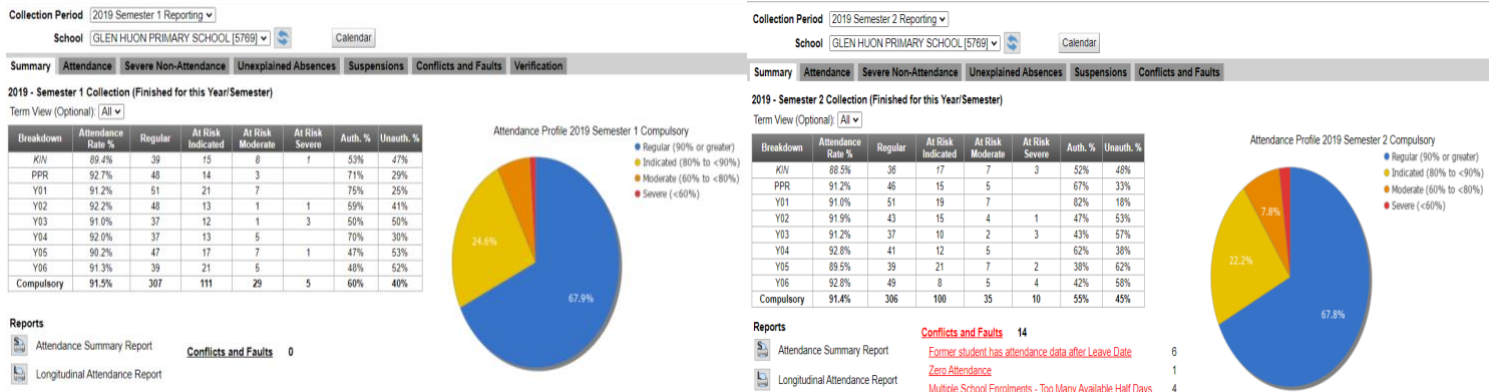 Collection Period 2019 Semester 1 Reporting
School GLEN HUON PRIMARY SCHOOL [5769] Calendar
Summary Attendance Severe Non-Attendance Unexplained Absences Suspensions Conflicts and Faults Verification
2019 - Semester 1 Collection (Finished for this Year/Semester)
Term View (Optional): All
Breakdown Attendance Rate % Regular At Risk Indicated At Risk Moderate At Risk Severe Auth. % Unauth. %
KIN 89.4% 39 15 8 1 53% 47%
PPR 92.7% 48 14 3 71% 29%
Y01 91.2% 51 21 7 75% 25%
Y02 92.2% 48 13 1 1 59% 41%
Y03 91.0% 37 12 1 3 50% 50%
Y04 92.0% 37 13 5 70% 30%
Y05 90.2% 47 17 7 1 47% 53%
Y06 91.3% 39 21 5 48% 52%
Compulsory 91.5% 307 111 29 5 60% 40%
Attendance Profile 2019 Semester 1 Compulsory
Regular (90% or greater)
Indicated (80% to <90%)
Moderate (60% to <80%)
Severe (<60%)
24.6%
67.9%
Reports
Attendance Summary Report
Conflicts and Faults 0
Longitudinal Attendance Report
Collection Period 2019 Semester 2 Reporting
School GLEN HUON PRIMARY SCHOOL [5769] Calendar
Summary Attendance Severe Non-Attendance Unexplained Absences Suspensions Conflicts and Faults
2019 - Semester 2 Collection (Finished for this Year/Semester)
Term View (Optional): All
Breakdown Attendance Rate % Regular At Risk Indicated At Risk Moderate At Risk Severe Auth. % Unauth. %
KIN 88.5% 36 17 7 3 52% 48%
PPR 91.2% 46 15 5 67% 33%
Y01 91.0% 51 19 7 82% 18%
Y02 91.9% 43 15 4 1 47% 53%
Y03 91.2% 37 10 2 3 43% 57%
Y04 92.8% 41 12 5 62% 38%
Y05 89.5% 39 21 7 2 38% 62%
Y06 92.8% 49 8 5 4 42% 58%
Compulsory 91.4% 306 100 35 10 55% 45%
Attendance Profile 2019 Semester 2 Compulsory
Regular (90% or greater)
Indicated (80% to <90%)
Moderate (60% to <80%)
Severe (<60%)
7.8%
22.2%
67.8%
Reports
Conflicts and Faults 14
Attendance Summary Report
Former student has attendance data after Leave Date 6
Zero Attendance 1
Longitudinal Attendance Report
Multiple School Enrolments - Too Many Available Half Days 4